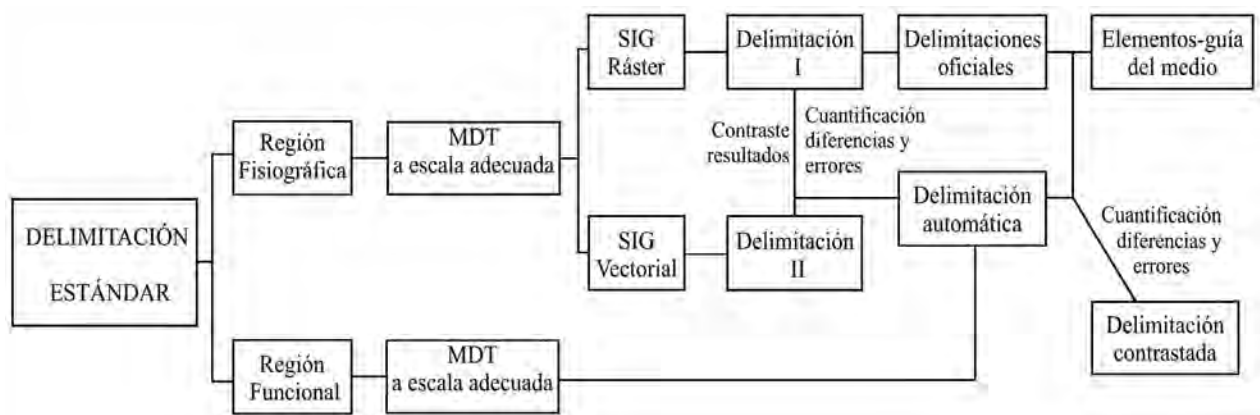 DELIMITACIÓN
ESTÁNDAR
Región
Fisiográfica
MDT
a escala adecuada
SIG
Ráster
Delimitación
I
Delimitaciones
oficiales
Elementos-guía
del medio
Contraste
resultados
Cuantificación
diferencias y
errores
SIG
Vectorial
Delimitación
II
Delimitación
automática
Cuantificación
diferencias y
errores
Delimitación
contrastada
Región
Funcional
MDT
a escala adecuada